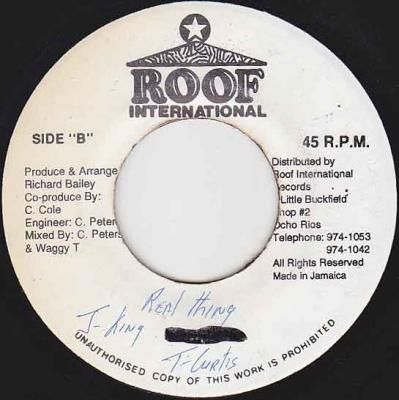 ROOF
INTERNATIONAL
SIDE "B"
45 R.P.M.
Produce & Arrange
Richard Bailey
Co-produce By:
C. Cole
Engineer: C. Peter
Mixed By: C. Peters
& Waggy T
Distributed by
Roof International
Records
Little Buckfield
Shop #2
Ocho Rios
Telephone: 974-1053
974-1042
All Rights Reserved
Made in Jamaica
Real Thing
J-King
T-Curtis
UNAUTHORISED COPY OF THIS WORK IS PROHIBITED